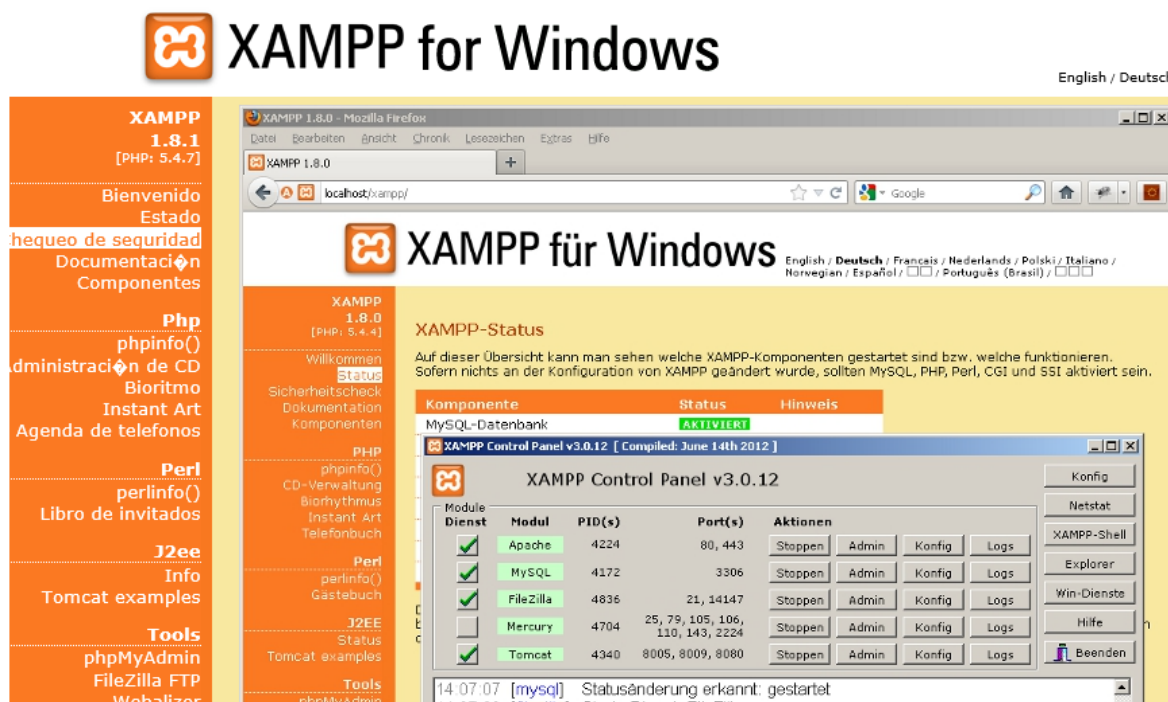 XAMPP for Windows
English / Deutsch
XAMPP
1.8.1
[PHP: 5.4.7]
Bienvenido
Estado
hequeo de seguridad
Documentaci�n
Componentes
Php
phpinfo()
dministraci�n de CD
Bioritmo
Instant Art
Agenda de telefonos
Perl
perlinfo()
Libro de invitados
J2ee
Info
Tomcat examples
Tools
phpMyAdmin
FileZilla FTP
Webalizer
XAMPP 1.8.0 - Mozilla Firefox
Datei Bearbeiten Ansicht Chronik Lesezeichen Extras Hilfe
XAMPP 1.8.0
localhost/xampp/
Google
XAMPP für Windows
English / Deutsch / Francais / Nederlands / Polski / Italiano /
Norwegian / Español / □□ / Português (Brasil) / □□□
XAMPP
1.8.0
[PHP: 5.4.4]
Willkommen
Status
Sicherheitscheck
Dokumentation
Komponenten
PHP
phpinfo()
CD-Verwaltung
Biorhythmus
Instant Art
Telefonbuch
Perl
perlinfo()
Gästebuch
J2EE
Status
Tomcat examples
Tools
phpMyAdmin
XAMPP-Status
Auf dieser Übersicht kann man sehen welche XAMPP-Komponenten gestartet sind bzw. welche funktionieren.
Sofern nichts an der Konfiguration von XAMPP geändert wurde, sollten MySQL, PHP, Perl, CGI und SSI aktiviert sein.
Komponente Status Hinweis
MySQL-Datenbank AKTIVIERT
XAMPP Control Panel v3.0.12 [ Compiled: June 14th 2012 ]
XAMPP Control Panel v3.0.12
Konfig
Netstat
XAMPP-Shell
Explorer
Win-Dienste
Hilfe
Beenden
Module
Dienst Modul PID(s) Port(s) Aktionen
Apache 4224 80, 443 Stoppen Admin Konfig Logs
MySQL 4172 3306 Stoppen Admin Konfig Logs
FileZilla 4836 21, 14147 Stoppen Admin Konfig Logs
Mercury 4704 25, 79, 105, 106, 110, 143, 2224 Stoppen Admin Konfig Logs
Tomcat 4340 8005, 8009, 8080 Stoppen Admin Konfig Logs
14:07:07 [mysql] Statusänderung erkannt: gestartet